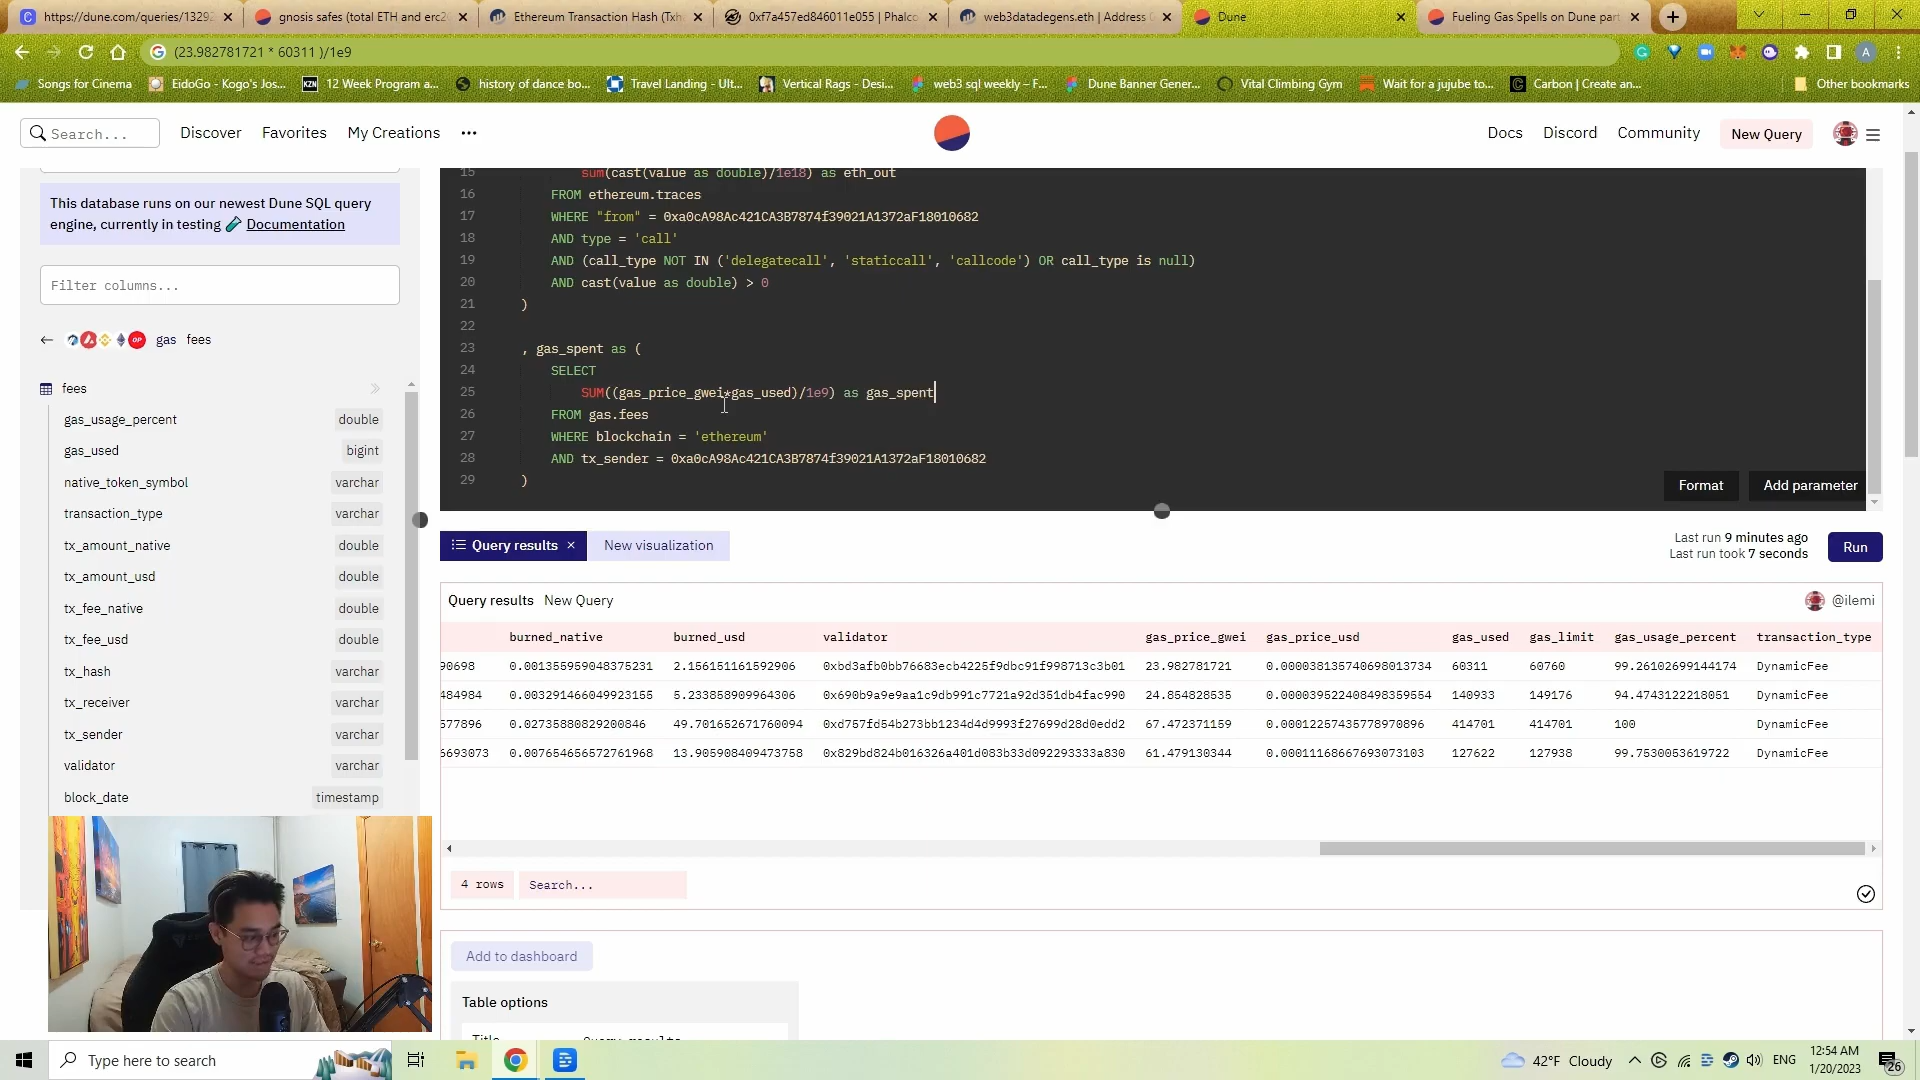 https://dune.com/queries/13292
gnosis safes (total ETH and erc2
Ethereum Transaction Hash (Txh
0xf7a457ed846011e055 | Phalco
web3datadegens.eth | Address 0
Dune
Fueling Gas Spells on Dune part
(23.982781721 * 60311 )/1e9
Songs for Cinema
EidoGo - Kogo's Jos...
KZN
12 Week Program a...
history of dance bo...
Travel Landing - Ult...
Vertical Rags - Desi...
web3 sql weekly – F...
Dune Banner Gener...
Vital Climbing Gym
Wait for a jujube to...
Carbon | Create an...
Other bookmarks
Search...
Discover
Favorites
My Creations
Docs
Discord
Community
New Query
This database runs on our newest Dune SQL query
engine, currently in testing Documentation
Filter columns...
gas fees
fees
gas_usage_percent double
gas_used bigint
native_token_symbol varchar
transaction_type varchar
tx_amount_native double
tx_amount_usd double
tx_fee_native double
tx_fee_usd double
tx_hash varchar
tx_receiver varchar
tx_sender varchar
validator varchar
block_date timestamp
15 sum(cast(value as double)/1e18) as eth_out
16 FROM ethereum.traces
17 WHERE "from" = 0xa0cA98Ac421CA3B7874f39021A1372aF18010682
18 AND type = 'call'
19 AND (call_type NOT IN ('delegatecall', 'staticcall', 'callcode') OR call_type is null)
20 AND cast(value as double) > 0
21 )
22
23 , gas_spent as (
24 SELECT
25 SUM((gas_price_gwei*gas_used)/1e9) as gas_spent
26 FROM gas.fees
27 WHERE blockchain = 'ethereum'
28 AND tx_sender = 0xa0cA98Ac421CA3B7874f39021A1372aF18010682
29 )
Format
Add parameter
Query results ×
New visualization
Last run 9 minutes ago
Last run took 7 seconds
Run
Query results New Query
@ilemi
burned_native burned_usd validator gas_price_gwei gas_price_usd gas_used gas_limit gas_usage_percent transaction_type
90698 0.001355959048375231 2.156151161592906 0xbd3afb0bb76683ecb4225f9dbc91f998713c3b01 23.982781721 0.000038135740698013734 60311 60760 99.26102699144174 DynamicFee
484984 0.003291466049923155 5.233858909964306 0x690b9a9e9aa1c9db991c7721a92d351db4fac990 24.854828535 0.000039522408498359554 140933 149176 94.4743122218051 DynamicFee
577896 0.02735880829200846 49.701652671760094 0xd757fd54b273bb1234d4d9993f27699d28d0edd2 67.472371159 0.00012257435778970896 414701 414701 100 DynamicFee
6693073 0.007654656572761968 13.905908409473758 0x829bd824b016326a401d083b33d092293333a830 61.479130344 0.00011168667693073103 127622 127938 99.7530053619722 DynamicFee
4 rows
Search...
Add to dashboard
Table options
Title Query results
Type here to search
42°F Cloudy
ENG
12:54 AM
1/20/2023
26